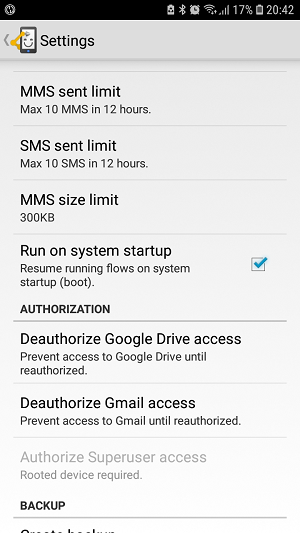 17% 20:42
Settings
MMS sent limit
Max 10 MMS in 12 hours.
SMS sent limit
Max 10 SMS in 12 hours.
MMS size limit
300KB
Run on system startup
Resume running flows on system
startup (boot).
AUTHORIZATION
Deauthorize Google Drive access
Prevent access to Google Drive until
reauthorized.
Deauthorize Gmail access
Prevent access to Gmail until reauthorized.
Authorize Superuser access
Rooted device required.
BACKUP
Create backup